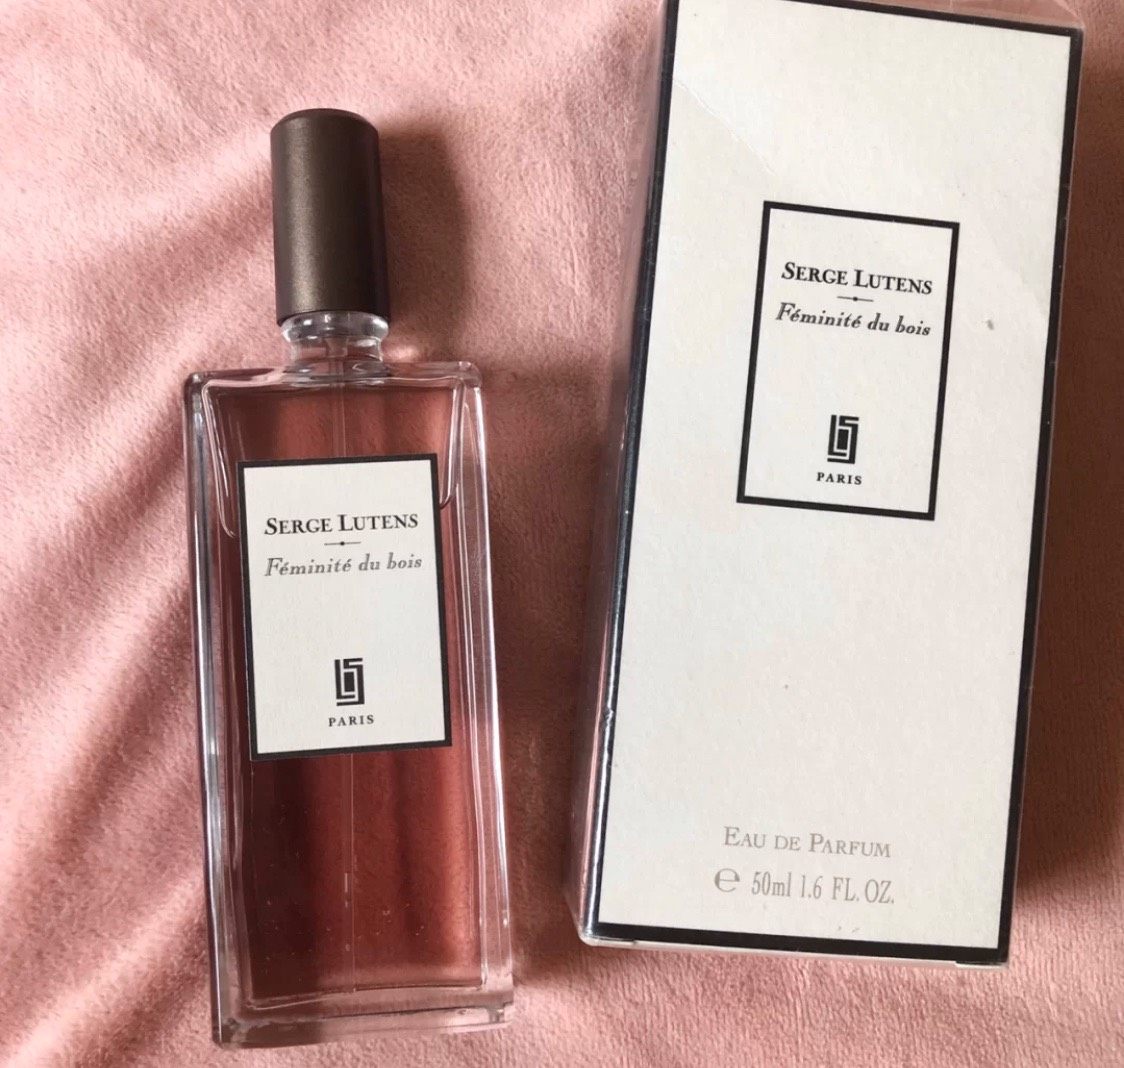 SERGE LUTENS
Féminité du bois
PARIS
SERGE LUTENS
Féminité du bois
PARIS
EAU DE PARFUM
℮ 50ml 1.6 FL. OZ.